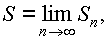 S = lim_{n→∞} S_n,